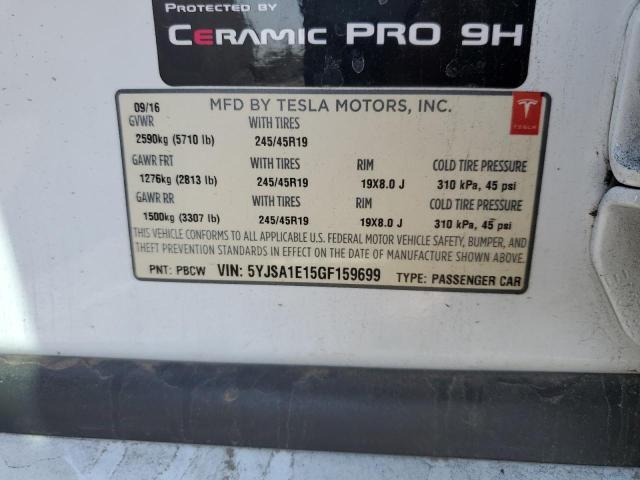 PROTECTED BY
CERAMIC PRO 9H
09/16 MFD BY TESLA MOTORS, INC.
GVWR WITH TIRES
2590kg (5710 lb) 245/45R19
TESLA
GAWR FRT WITH TIRES RIM COLD TIRE PRESSURE
1276kg (2813 lb) 245/45R19 19X8.0 J 310 kPa, 45 psi
GAWR RR WITH TIRES RIM COLD TIRE PRESSURE
1500kg (3307 lb) 245/45R19 19X8.0 J 310 kPa, 45 psi
THIS VEHICLE CONFORMS TO ALL APPLICABLE U.S. FEDERAL MOTOR VEHICLE SAFETY, BUMPER, AND
THEFT PREVENTION STANDARDS IN EFFECT ON THE DATE OF MANUFACTURE SHOWN ABOVE.
PNT: PBCW VIN: 5YJSA1E15GF159699 TYPE: PASSENGER CAR